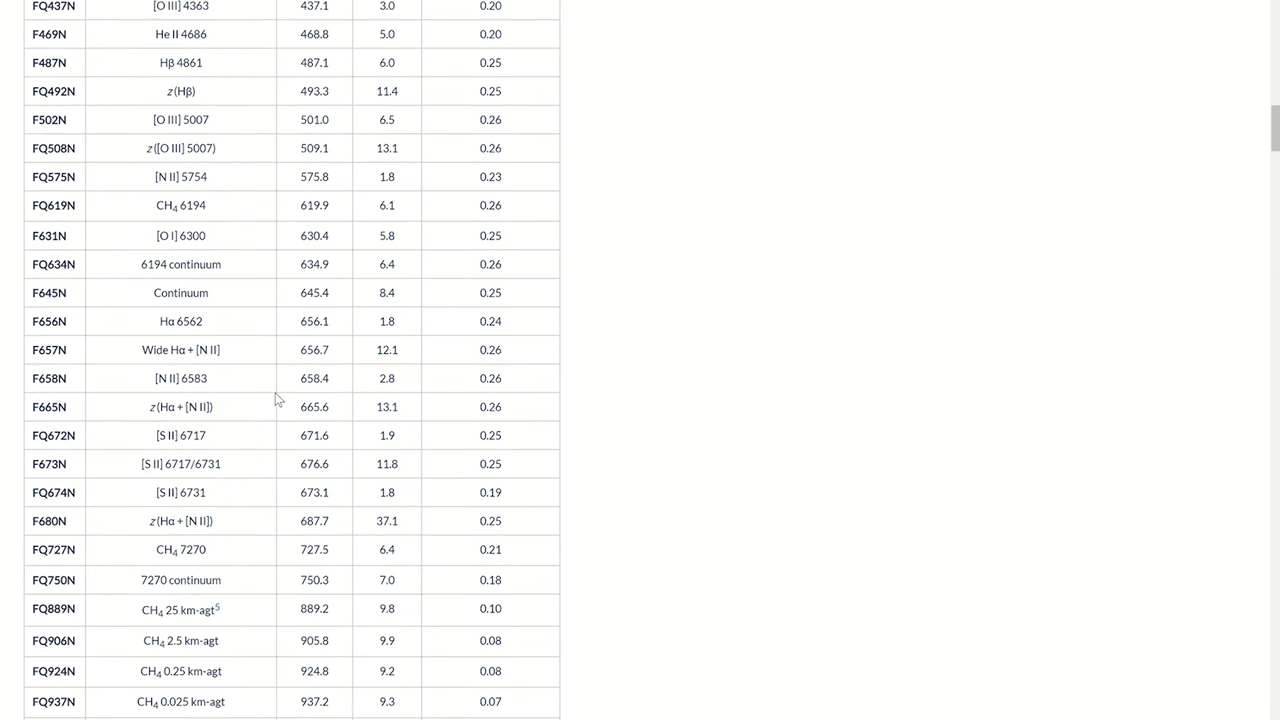 FQ437N [O III] 4363 437.1 3.0 0.20
F469N He II 4686 468.8 5.0 0.20
F487N Hβ 4861 487.1 6.0 0.25
FQ492N z (Hβ) 493.3 11.4 0.25
F502N [O III] 5007 501.0 6.5 0.26
FQ508N z ([O III] 5007) 509.1 13.1 0.26
FQ575N [N II] 5754 575.8 1.8 0.23
FQ619N CH₄ 6194 619.9 6.1 0.26
F631N [O I] 6300 630.4 5.8 0.25
FQ634N 6194 continuum 634.9 6.4 0.26
F645N Continuum 645.4 8.4 0.25
F656N Hα 6562 656.1 1.8 0.24
F657N Wide Hα + [N II] 656.7 12.1 0.26
F658N [N II] 6583 658.4 2.8 0.26
F665N z (Hα + [N II]) 665.6 13.1 0.26
FQ672N [S II] 6717 671.6 1.9 0.25
F673N [S II] 6717/6731 676.6 11.8 0.25
FQ674N [S II] 6731 673.1 1.8 0.19
F680N z (Hα + [N II]) 687.7 37.1 0.25
FQ727N CH₄ 7270 727.5 6.4 0.21
FQ750N 7270 continuum 750.3 7.0 0.18
FQ889N CH₄ 25 km-agt⁵ 889.2 9.8 0.10
FQ906N CH₄ 2.5 km-agt 905.8 9.9 0.08
FQ924N CH₄ 0.25 km-agt 924.8 9.2 0.08
FQ937N CH₄ 0.025 km-agt 937.2 9.3 0.07